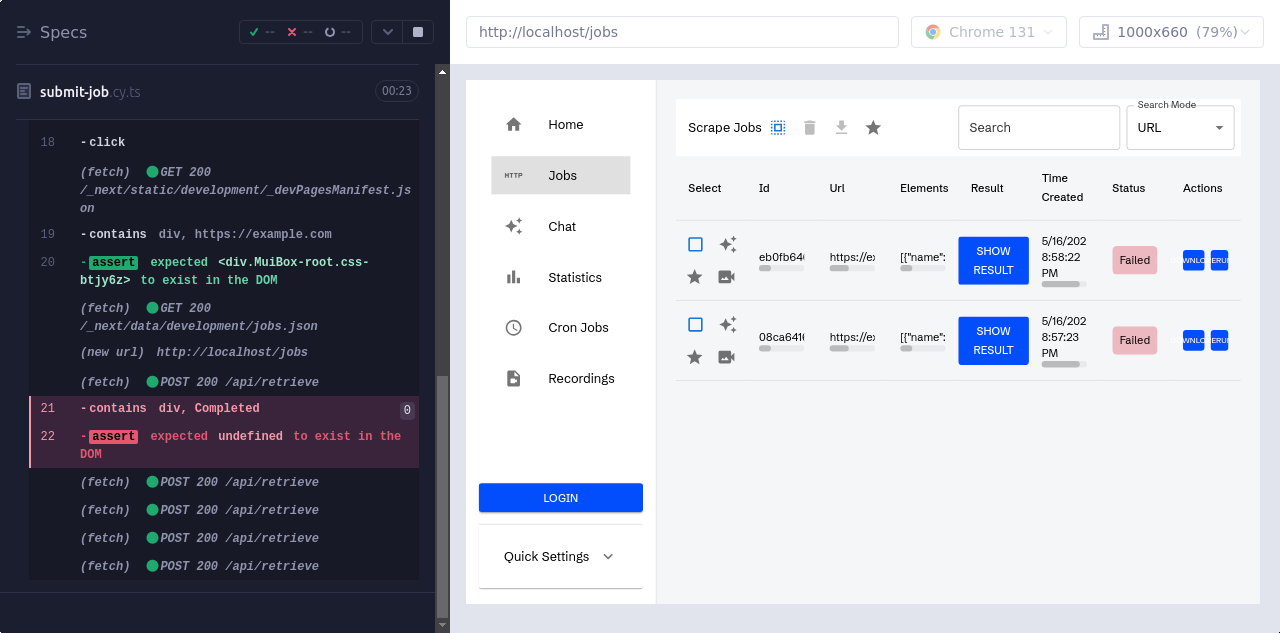 Specs
-- -- --
http://localhost/jobs
Chrome 131
1000x660 (79%)
submit-job.cy.ts
00:23
18 -click
(fetch) GET 200
/_next/static/development/_devPagesManifest.js
on
19 -contains div, https://example.com
20 -assert expected <div.MuiBox-root.css-
btjy6z> to exist in the DOM
(fetch) GET 200
/_next/data/development/jobs.json
(new url) http://localhost/jobs
(fetch) POST 200 /api/retrieve
21 -contains div, Completed 0
22 -assert expected undefined to exist in the
DOM
(fetch) POST 200 /api/retrieve
(fetch) POST 200 /api/retrieve
(fetch) POST 200 /api/retrieve
(fetch) POST 200 /api/retrieve
Home
HTTP Jobs
Chat
Statistics
Cron Jobs
Recordings
LOGIN
Quick Settings
Scrape Jobs
Search
Search Mode
URL
Select Id Url Elements Result Time
Created Status Actions
eb0fb64 https://e [{"name": SHOW
RESULT
5/16/202
8:58:22
PM
Failed
WNLO ERU
08ca641 https://e [{"name": SHOW
RESULT
5/16/202
8:57:23
PM
Failed
WNLO ERU